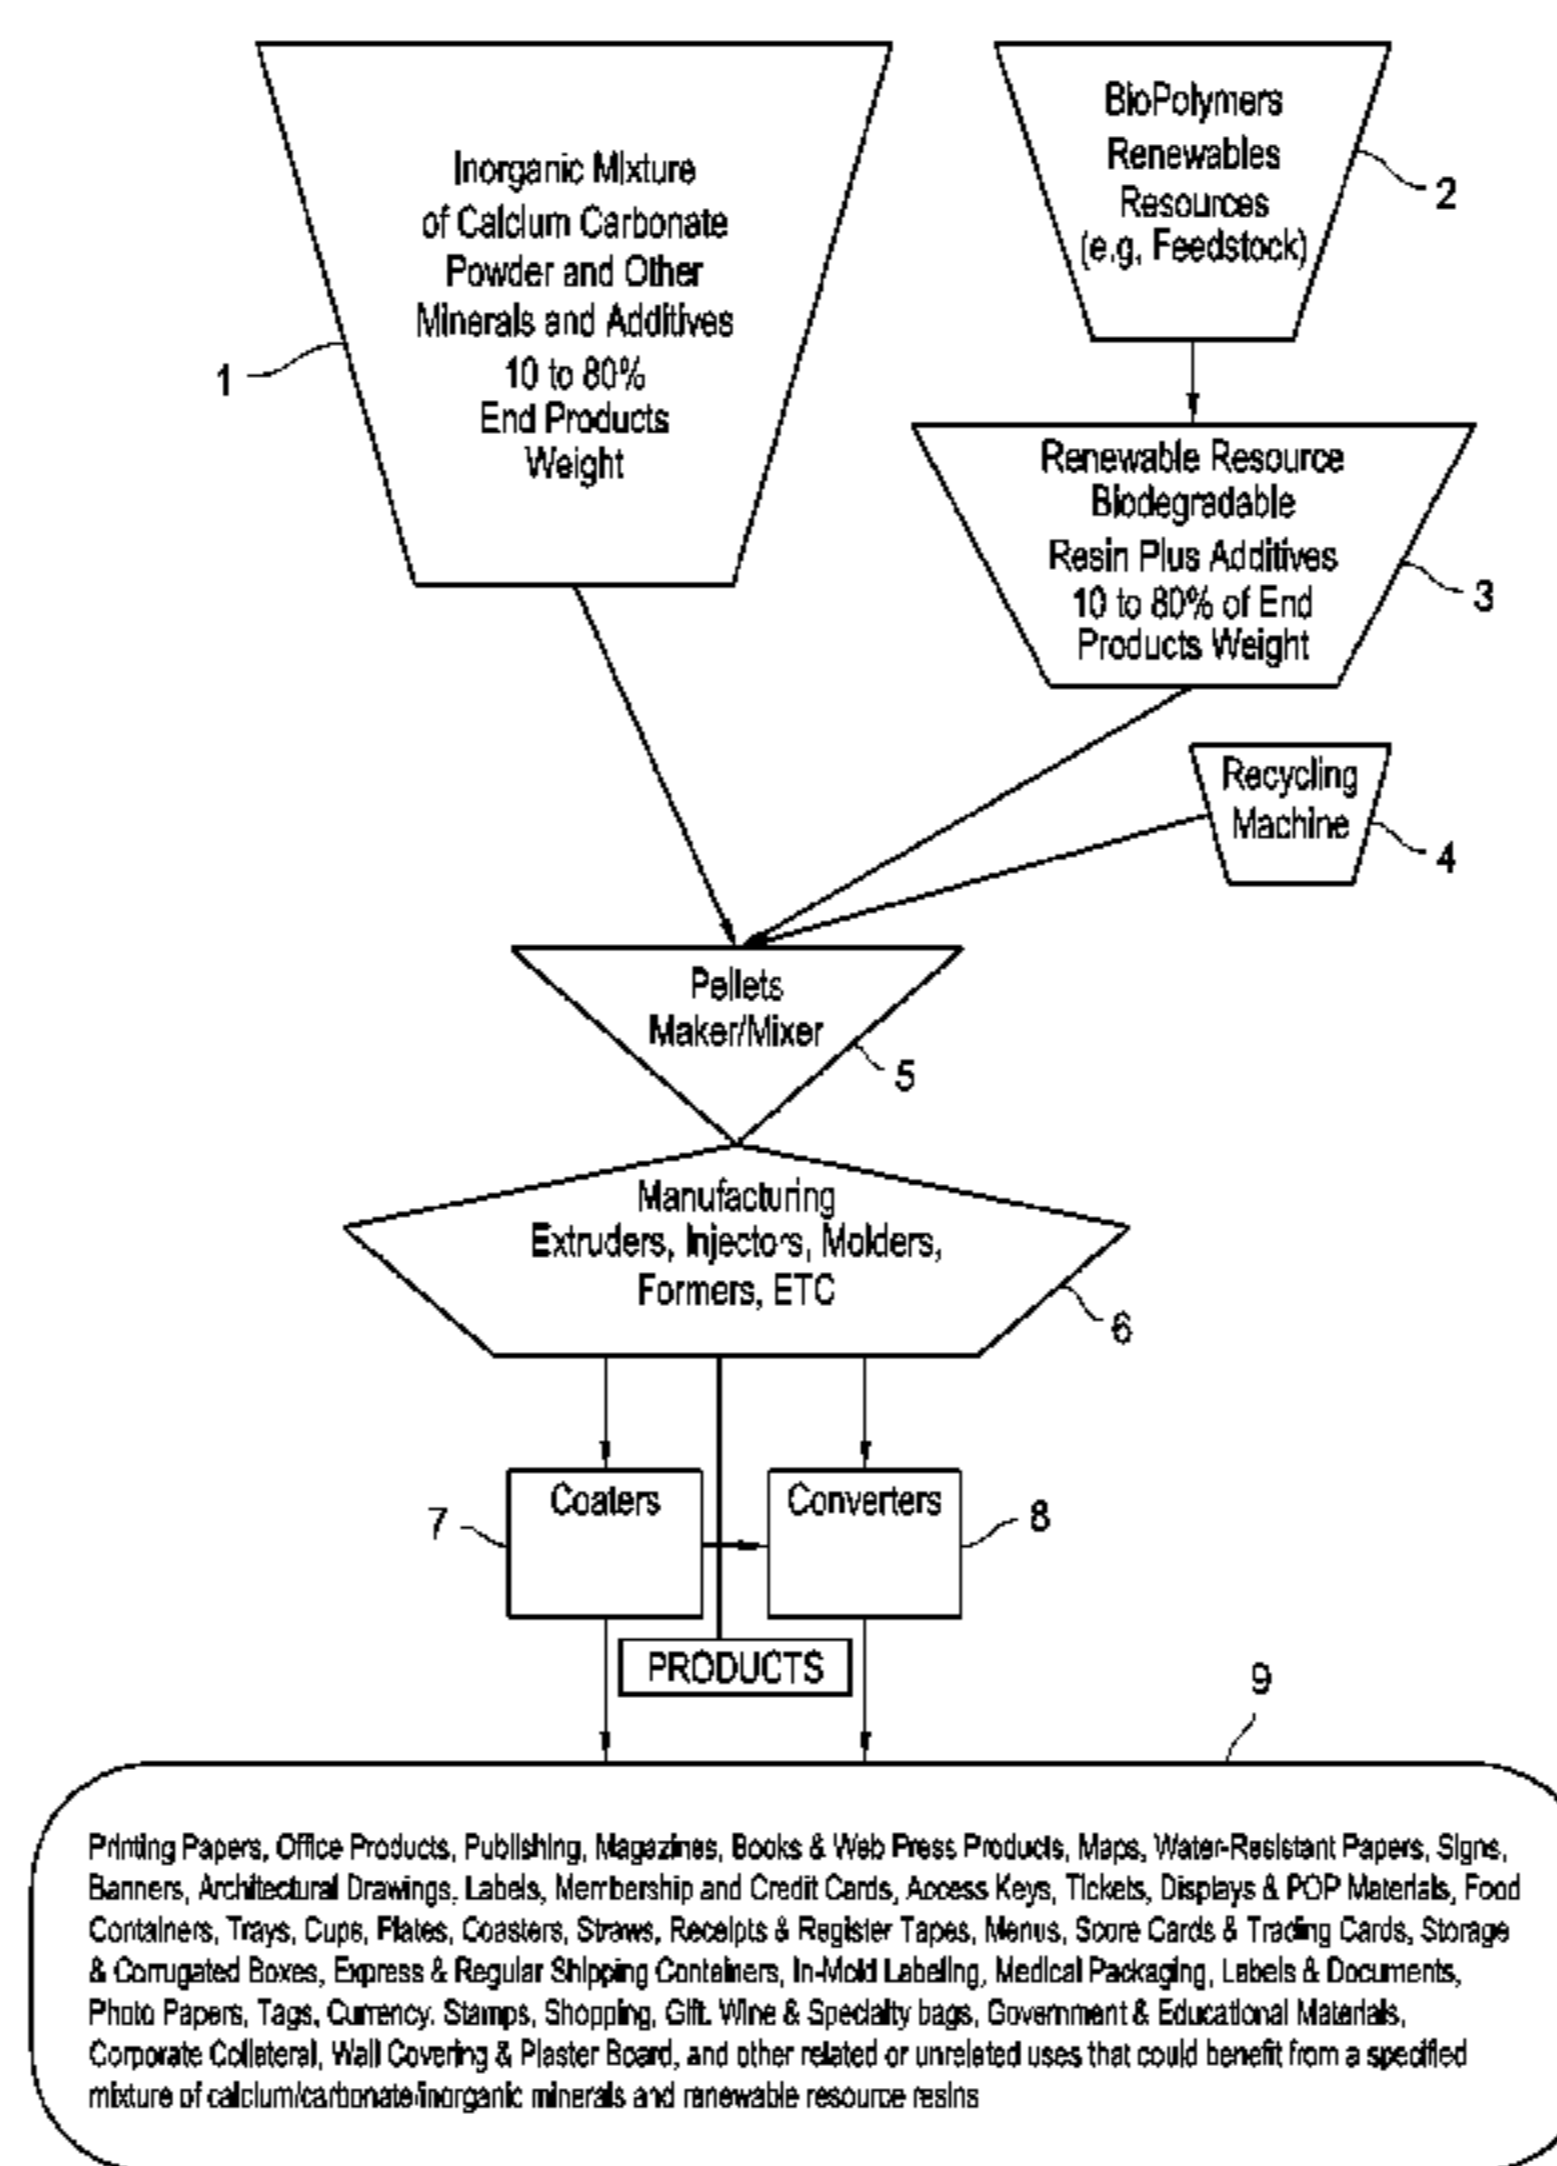 Inorganic Mixture
of Calcium Carbonate
Powder and Other
Minerals and Additives
10 to 80%
End Products
Weight
1
BioPolymers
Renewables
Resources
(e.g, Feedstock)
2
Renewable Resource
Biodegradable
Resin Plus Additives
10 to 80% of End
Products Weight
3
Recycling
Machine
4
Pellets
Maker/Mixer
5
Manufacturing
Extruders, Injectors, Molders,
Formers, ETC
6
Coaters
7
Converters
8
PRODUCTS
9
Printing Papers, Office Products, Publishing, Magazines, Books & Web Press Products, Maps, Water-Resistant Papers, Signs,
Banners, Architectural Drawings, Labels, Membership and Credit Cards, Access Keys, Tickets, Displays & POP Materials, Food
Containers, Trays, Cups, Plates, Coasters, Straws, Receipts & Register Tapes, Menus, Score Cards & Trading Cards, Storage
& Corrugated Boxes, Express & Regular Shipping Containers, In-Mold Labeling, Medical Packaging, Labels & Documents,
Photo Papers, Tags, Currency. Stamps, Shopping, Gift. Wine & Specialty bags, Government & Educational Materials,
Corporate Collateral, Wall Covering & Plaster Board, and other related or unrelated uses that could benefit from a specified
mixture of calcium/carbonate/inorganic minerals and renewable resource resins